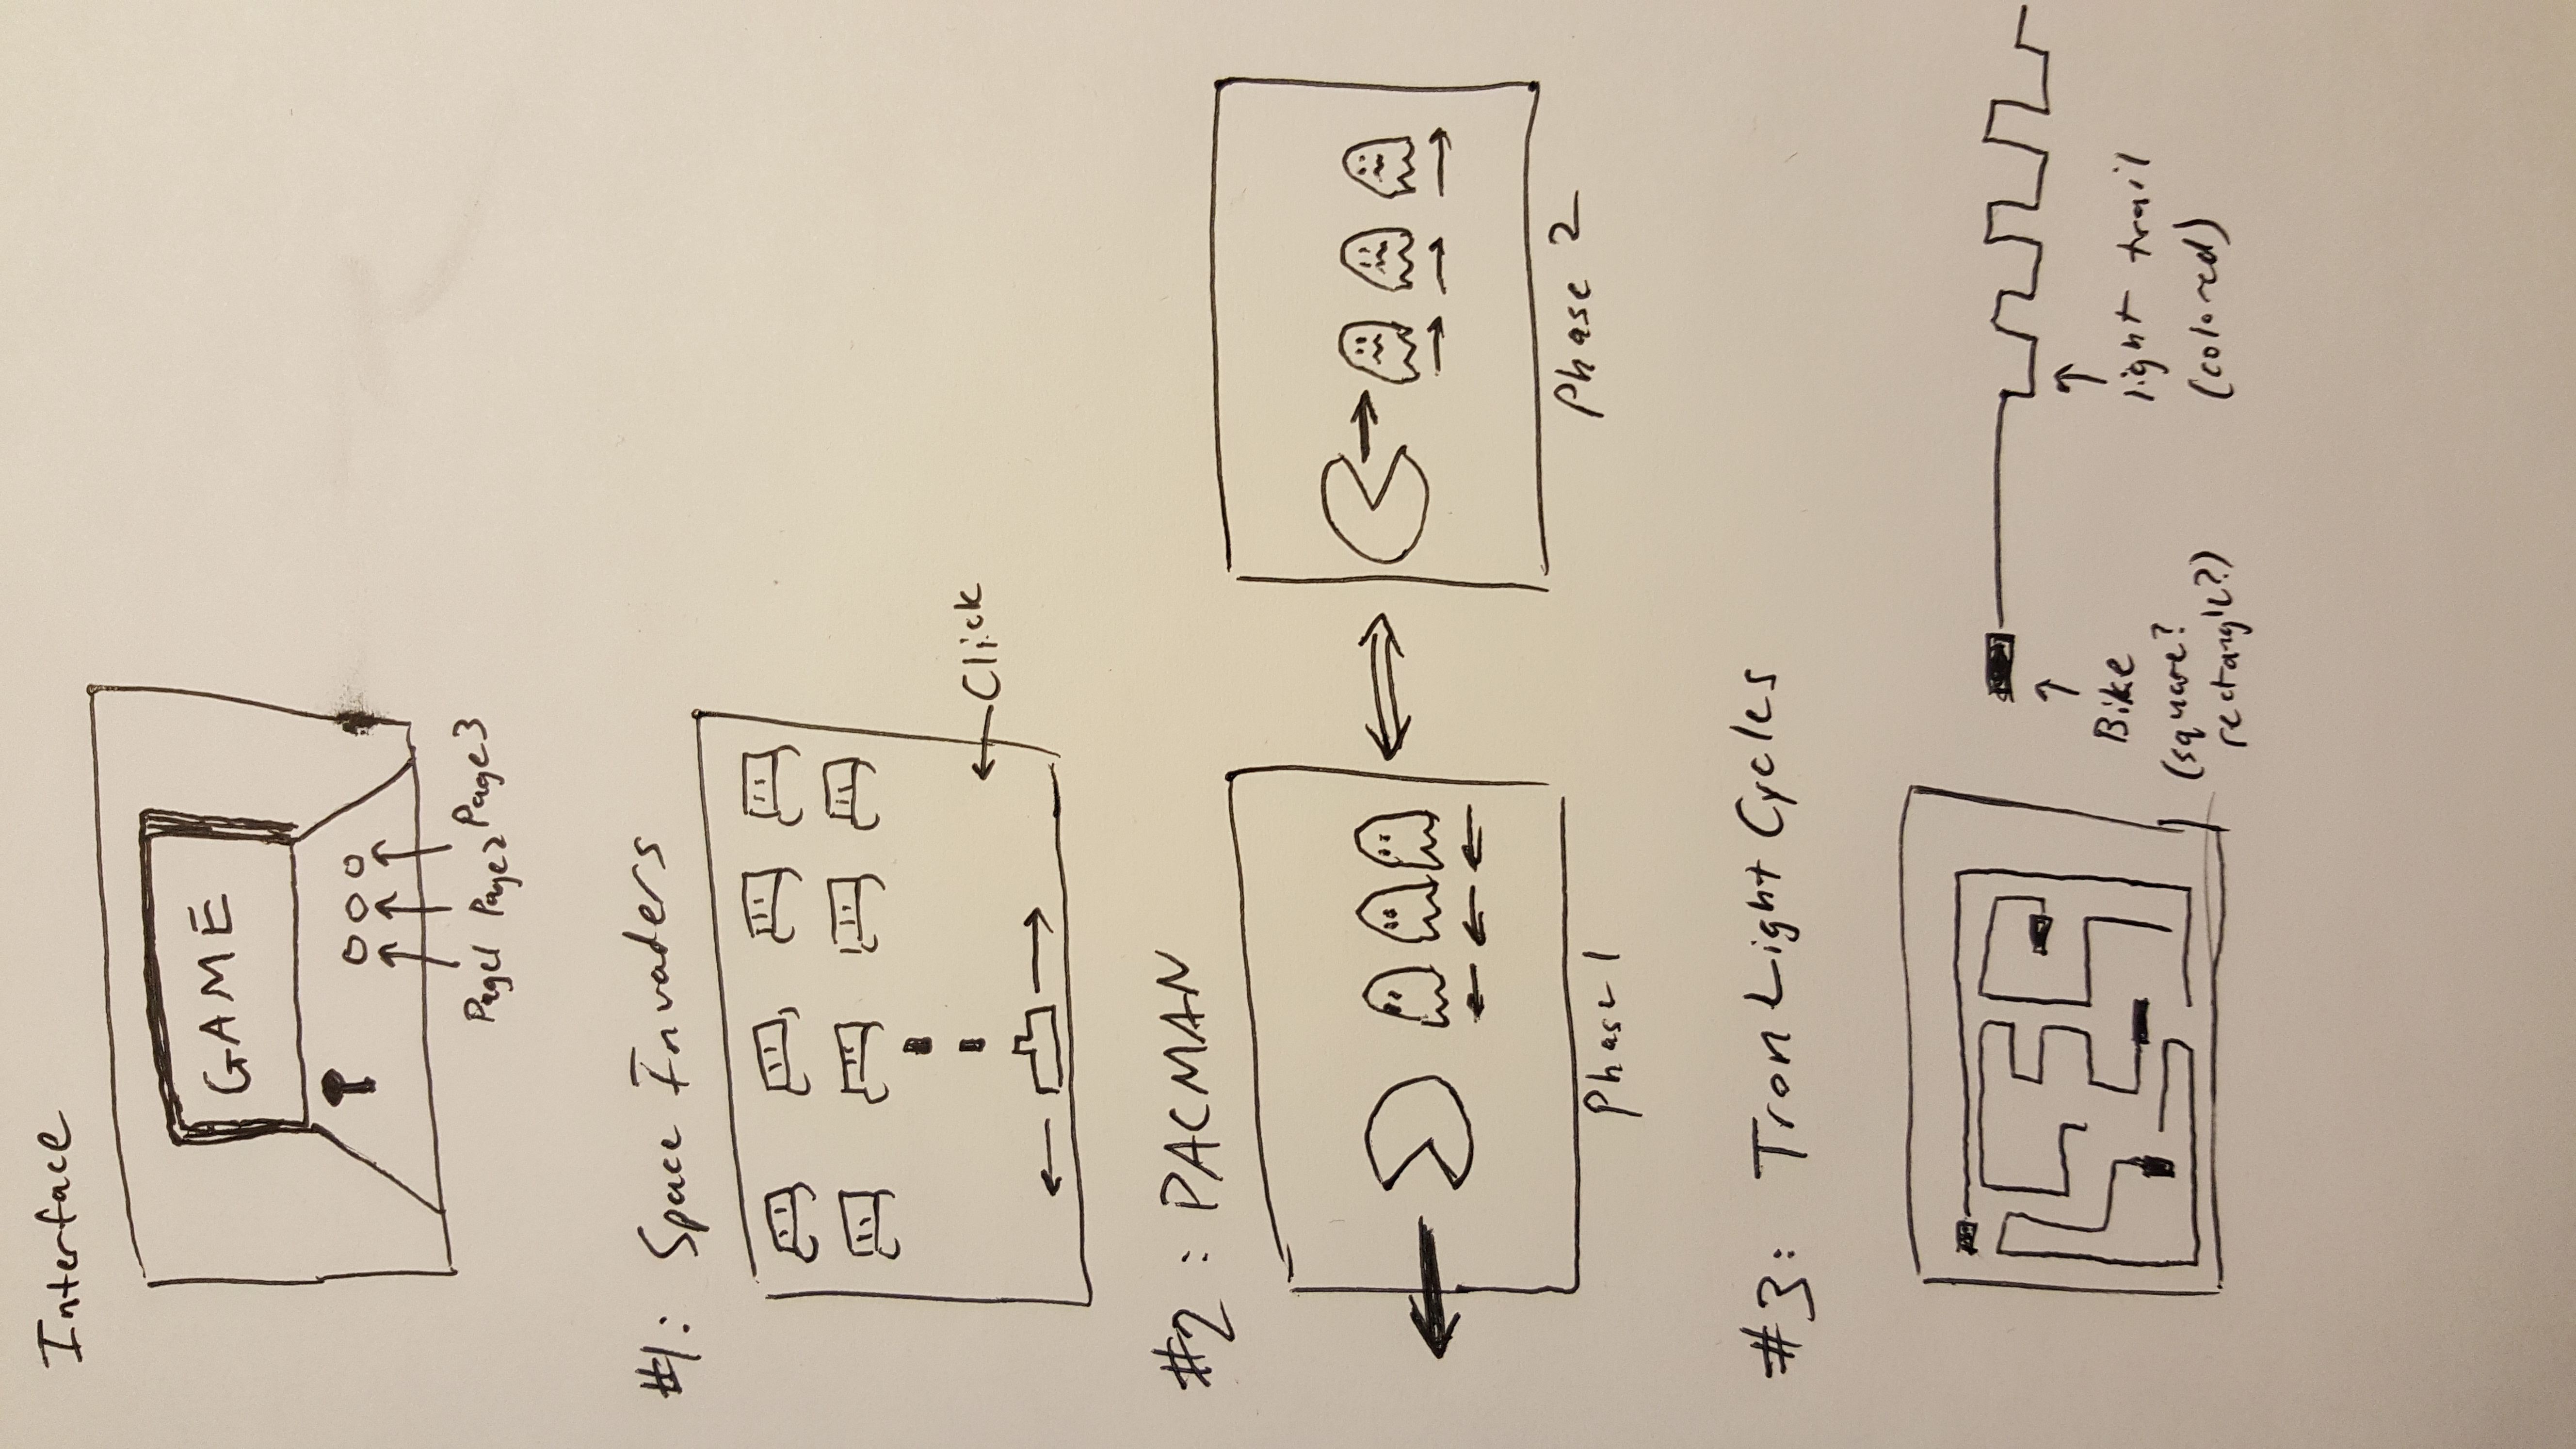 Interface
GAME
Page1 Page2 Page3
#1: Space Invaders
Click
#2: PACMAN
Phase 1
Phase 2
#3: Tron Light Cycles
Bike
(square?
rectangle?)
light trail
(colored)